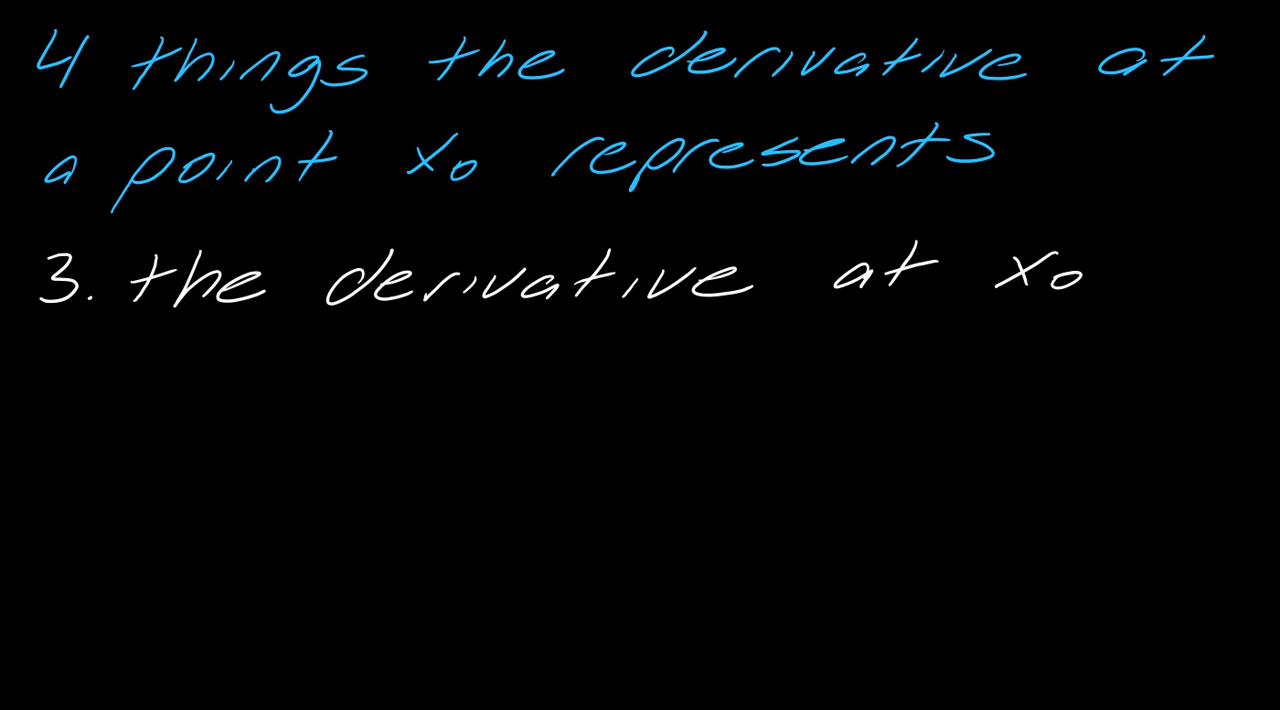 4 things the derivative at
a point x₀ represents
3. the derivative at x₀